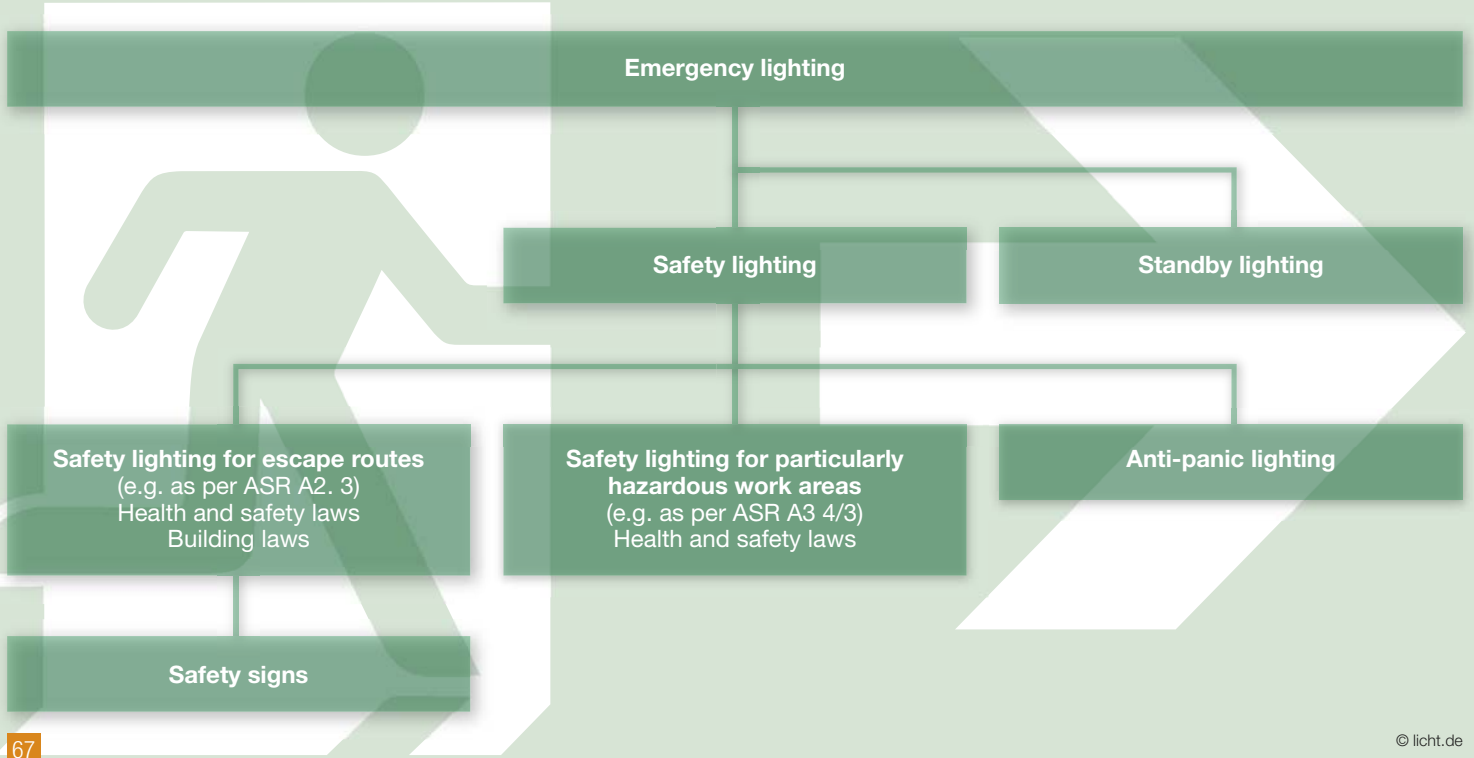 Emergency lighting
Safety lighting
Standby lighting
Safety lighting for escape routes
(e.g. as per ASR A2. 3)
Health and safety laws
Building laws
Safety lighting for particularly
hazardous work areas
(e.g. as per ASR A3 4/3)
Health and safety laws
Anti-panic lighting
Safety signs
67
© licht.de